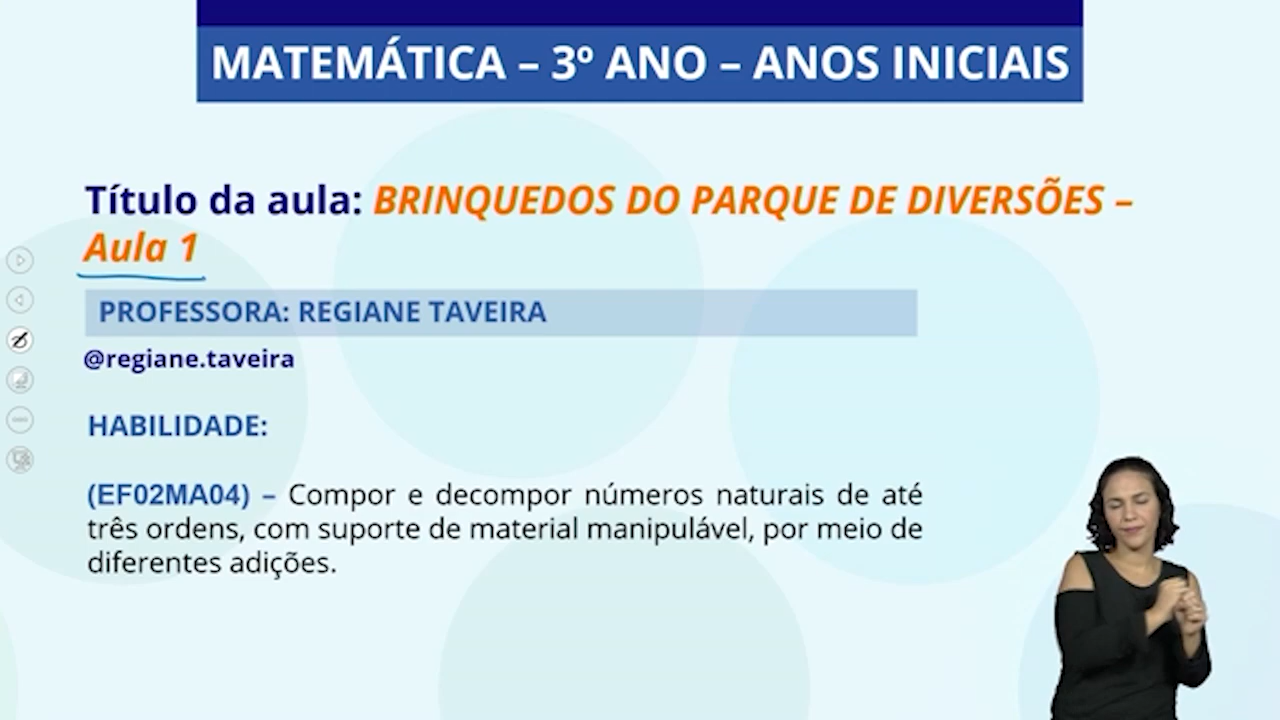 MATEMÁTICA – 3º ANO – ANOS INICIAIS
Título da aula: BRINQUEDOS DO PARQUE DE DIVERSÕES –
Aula 1
PROFESSORA: REGIANE TAVEIRA
@regiane.taveira
HABILIDADE:
(EF02MA04) – Compor e decompor números naturais de até
três ordens, com suporte de material manipulável, por meio de
diferentes adições.